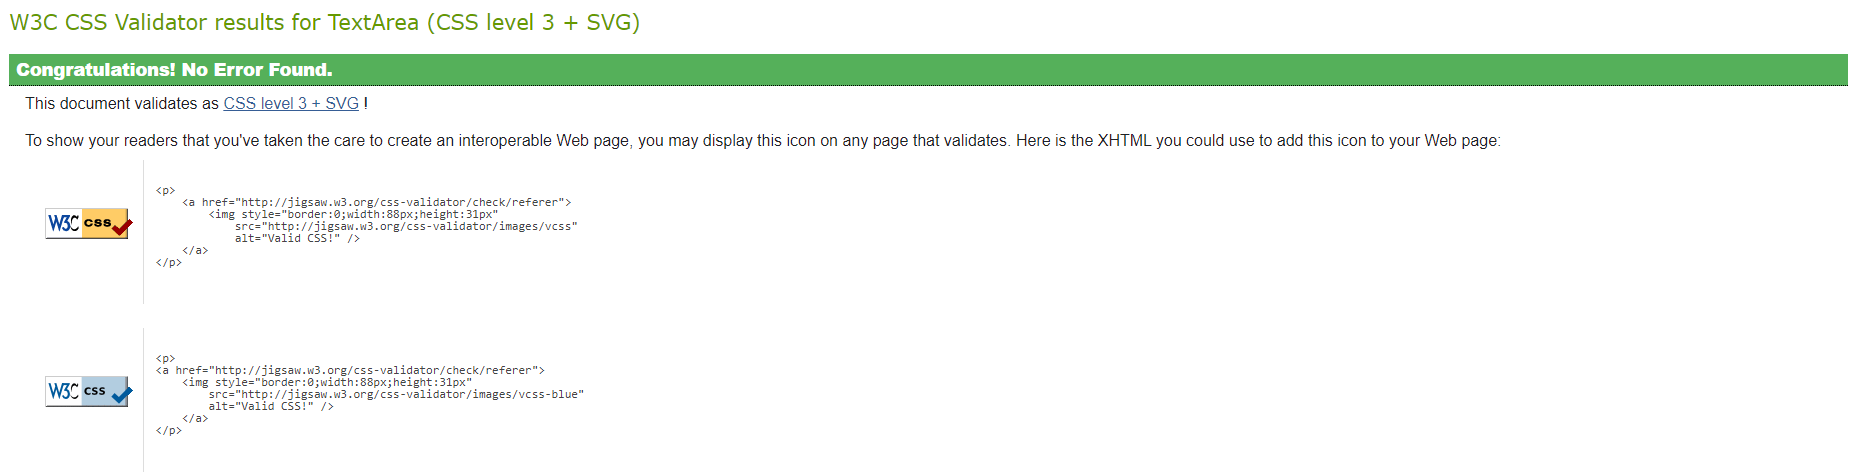 W3C CSS Validator results for TextArea (CSS level 3 + SVG)
Congratulations! No Error Found.
This document validates as CSS level 3 + SVG !
To show your readers that you've taken the care to create an interoperable Web page, you may display this icon on any page that validates. Here is the XHTML you could use to add this icon to your Web page:
W3C css
<p>
<a href="http://jigsaw.w3.org/css-validator/check/referer">
<img style="border:0;width:88px;height:31px"
src="http://jigsaw.w3.org/css-validator/images/vcss"
alt="Valid CSS!" />
</a>
</p>
W3C css
<p>
<a href="http://jigsaw.w3.org/css-validator/check/referer">
<img style="border:0;width:88px;height:31px"
src="http://jigsaw.w3.org/css-validator/images/vcss-blue"
alt="Valid CSS!" />
</a>
</p>